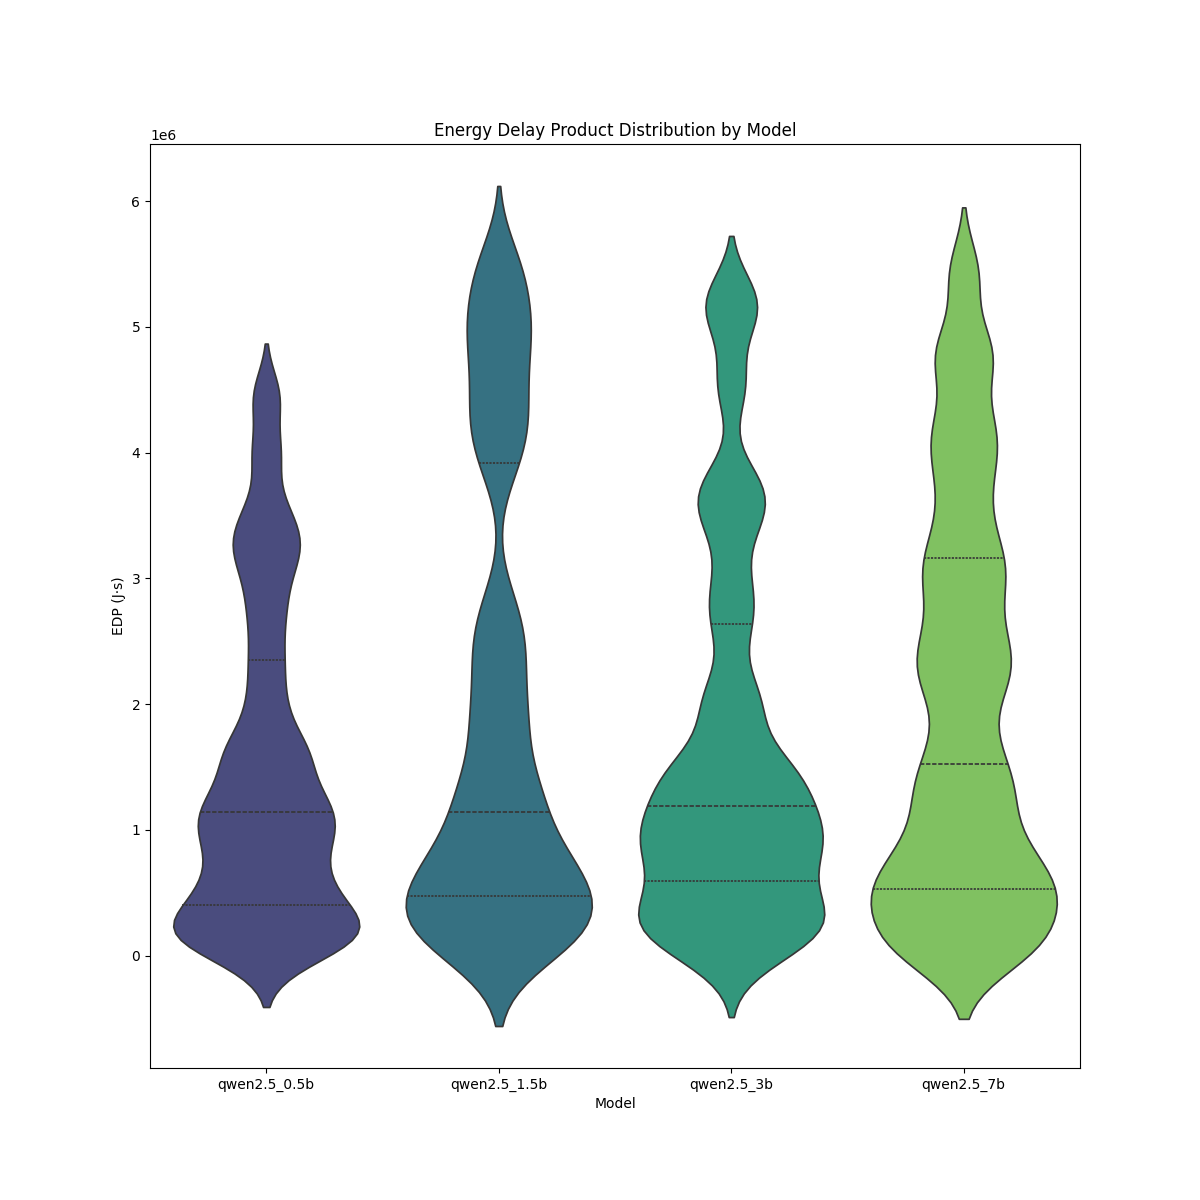 Energy Delay Product Distribution by Model
1e6
6
5
4
3
2
1
0
EDP (J·s)
qwen2.5_0.5b
qwen2.5_1.5b
qwen2.5_3b
qwen2.5_7b
Model